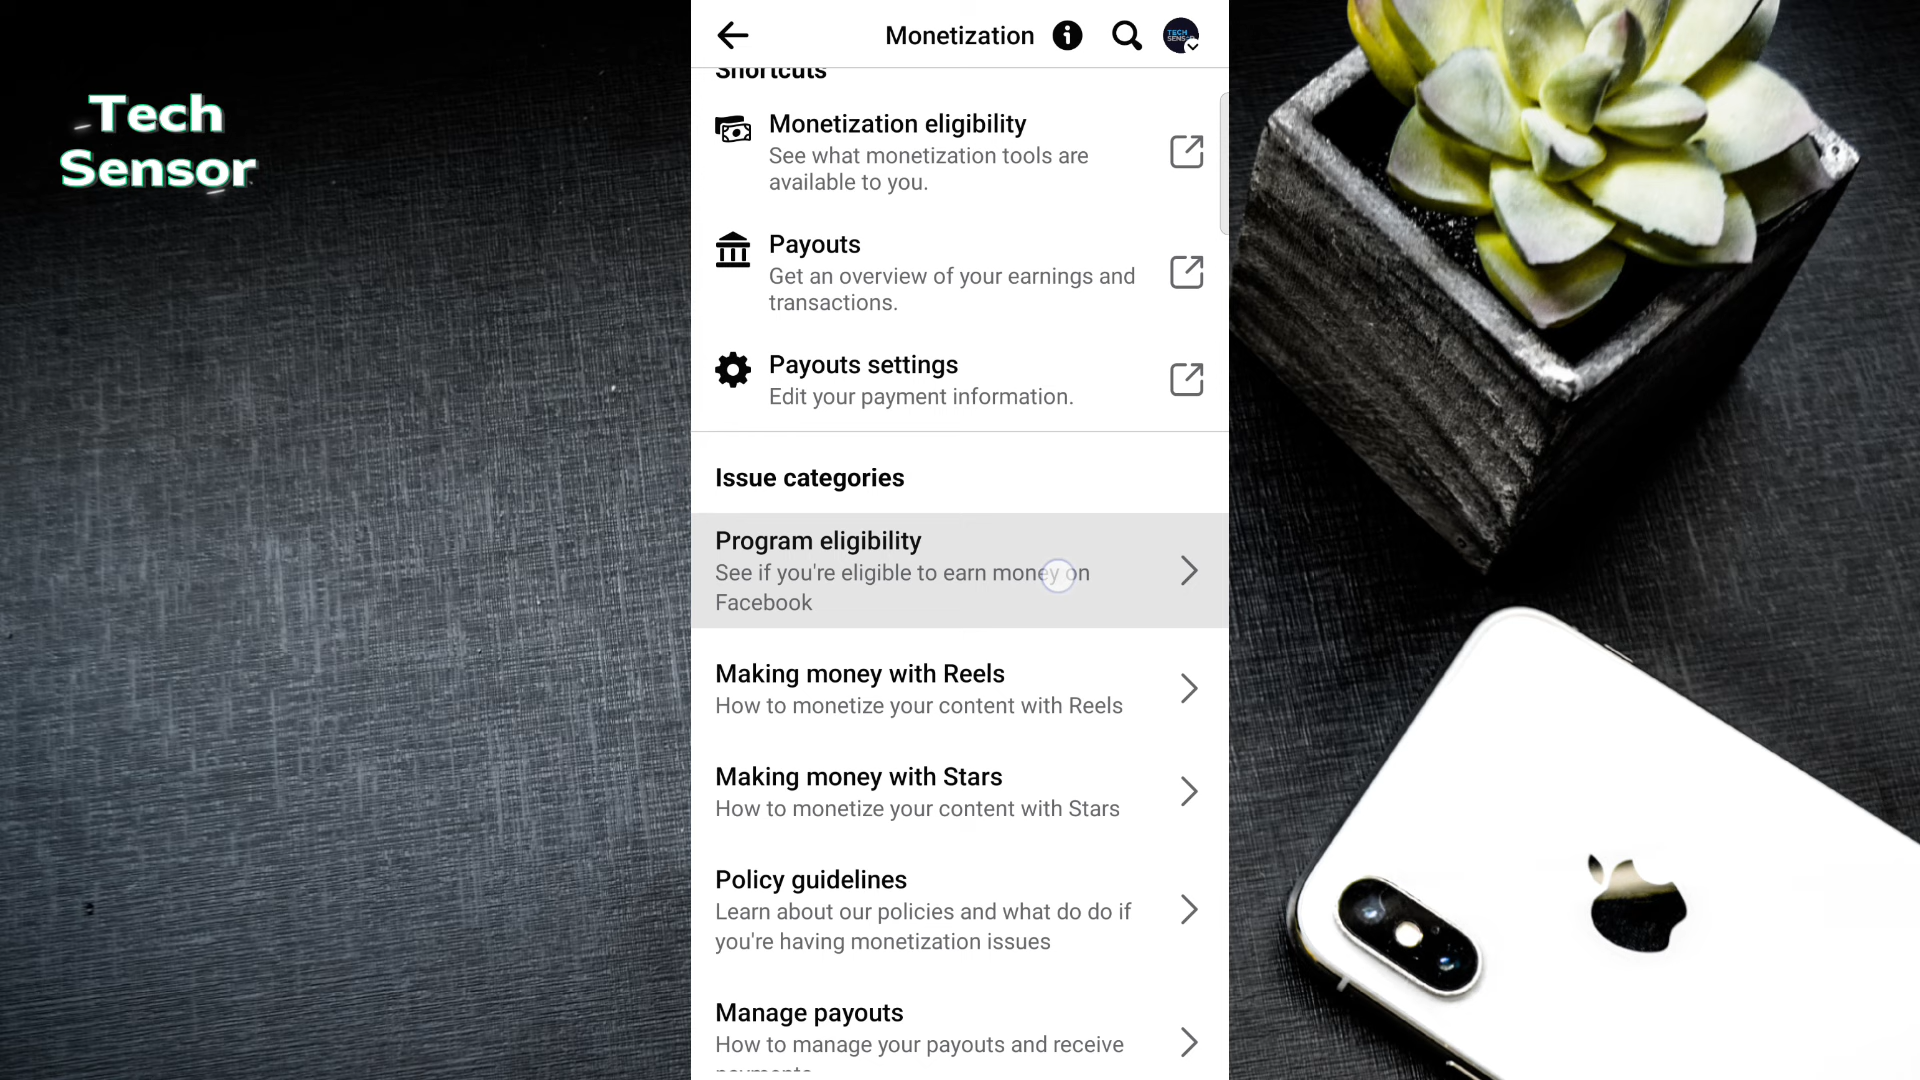 Tech
Sensor
Monetization
TECH
SENSOR
Shortcuts
Monetization eligibility
See what monetization tools are
available to you.
Payouts
Get an overview of your earnings and
transactions.
Payouts settings
Edit your payment information.
Issue categories
Program eligibility
See if you're eligible to earn money on
Facebook
Making money with Reels
How to monetize your content with Reels
Making money with Stars
How to monetize your content with Stars
Policy guidelines
Learn about our policies and what do do if
you're having monetization issues
Manage payouts
How to manage your payouts and receive
payments